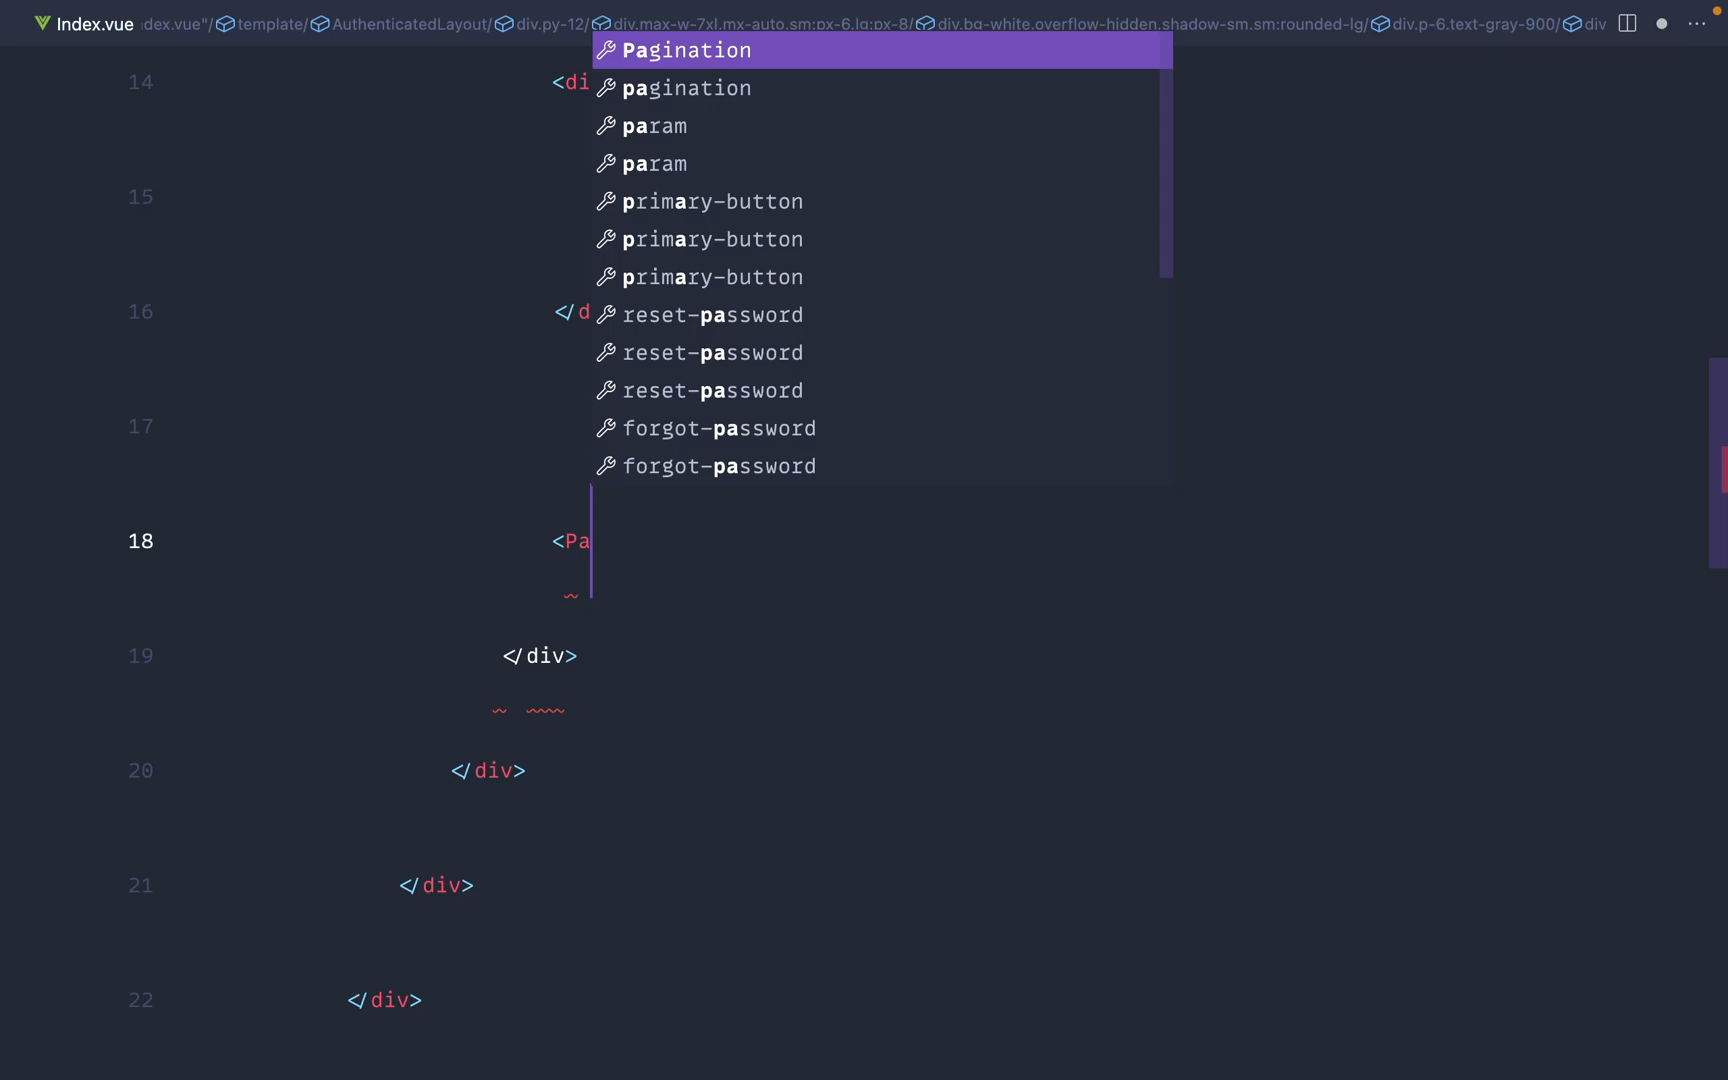 Index.vue dex.vue"/ template/ AuthenticatedLayout/ div.py-12/ div.max-w-7xl.mx-auto.sm:px-6.lg:px-8/ div.bg-white.overflow-hidden.shadow-sm.sm:rounded-lg/ div.p-6.text-gray-900/ div ...
Pagination
14 <di
pagination
param
param
15
primary-button
primary-button
primary-button
16 </d
reset-password
reset-password
reset-password
17
forgot-password
forgot-password
18 <Pa
19 </div>
20 </div>
21 </div>
22 </div>